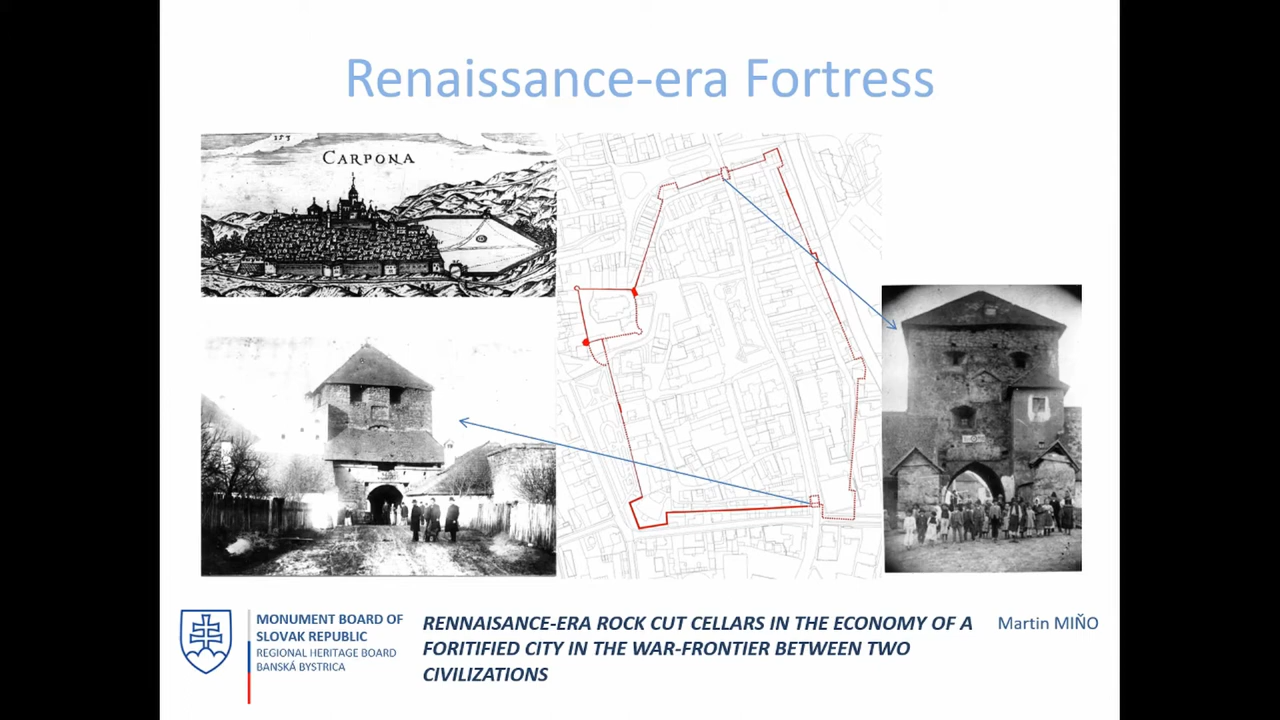 Renaissance-era Fortress
CARPONA
MONUMENT BOARD OF
SLOVAK REPUBLIC
REGIONAL HERITAGE BOARD
BANSKÁ BYSTRICA
RENNAISANCE-ERA ROCK CUT CELLARS IN THE ECONOMY OF A
FORITIFIED CITY IN THE WAR-FRONTIER BETWEEN TWO
CIVILIZATIONS
Martin MIŇO